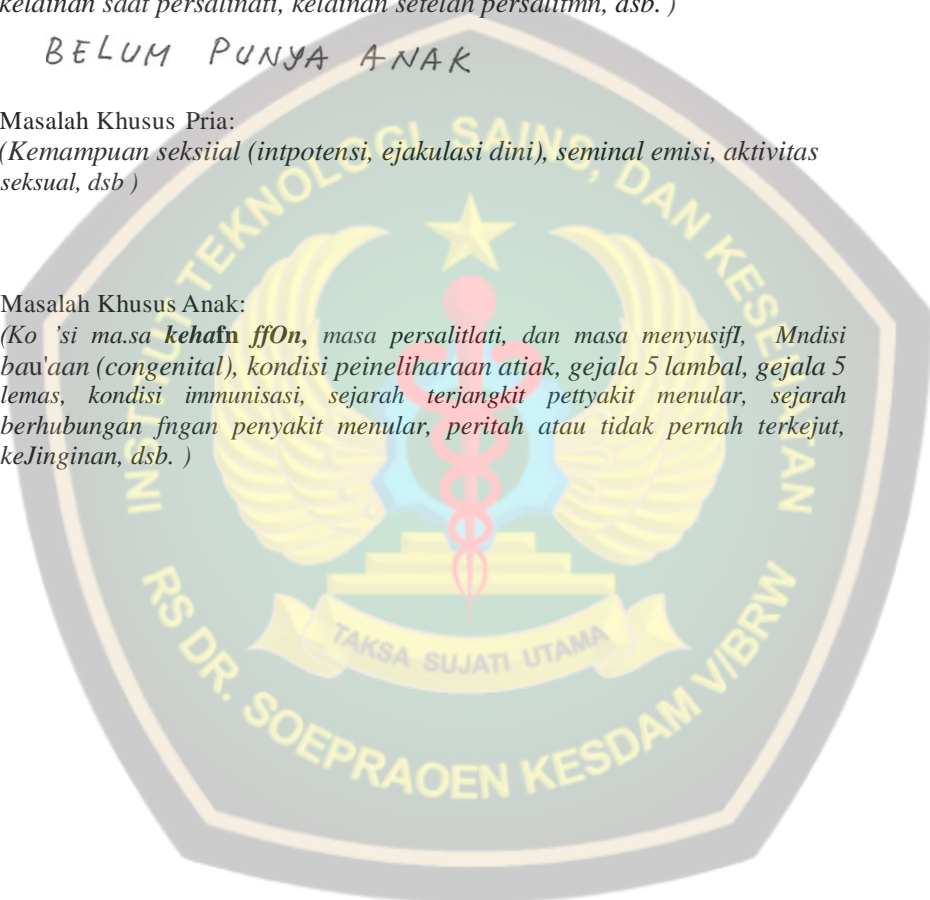 kelainan saat persalinati, kelainan setelah persalitmn, dsb. )
BELUM PUNYA ANAK
Masalah Khusus Pria:
(Kemampuan seksiial (intpotensi, ejakulasi dini), seminal emisi, aktivitas
seksual, dsb )
Masalah Khusus Anak:
(Ko 'si ma.sa kehafn ffOn, masa persalitlati, dan masa menyusifI, Mndisi
bau'aan (congenital), kondisi peineliharaan atiak, gejala 5 lambal, gejala 5
lemas, kondisi immunisasi, sejarah terjangkit pettyakit menular, sejarah
berhubungan fngan penyakit menular, peritah atau tidak pernah terkejut,
keJinginan, dsb. )
INSTITUT TEKNOLOGI, SAINS, DAN KESEHATAN
TAKSA SUJATI UTAMA
RS DR. SOEPRAOEN KESDAM V/BRW